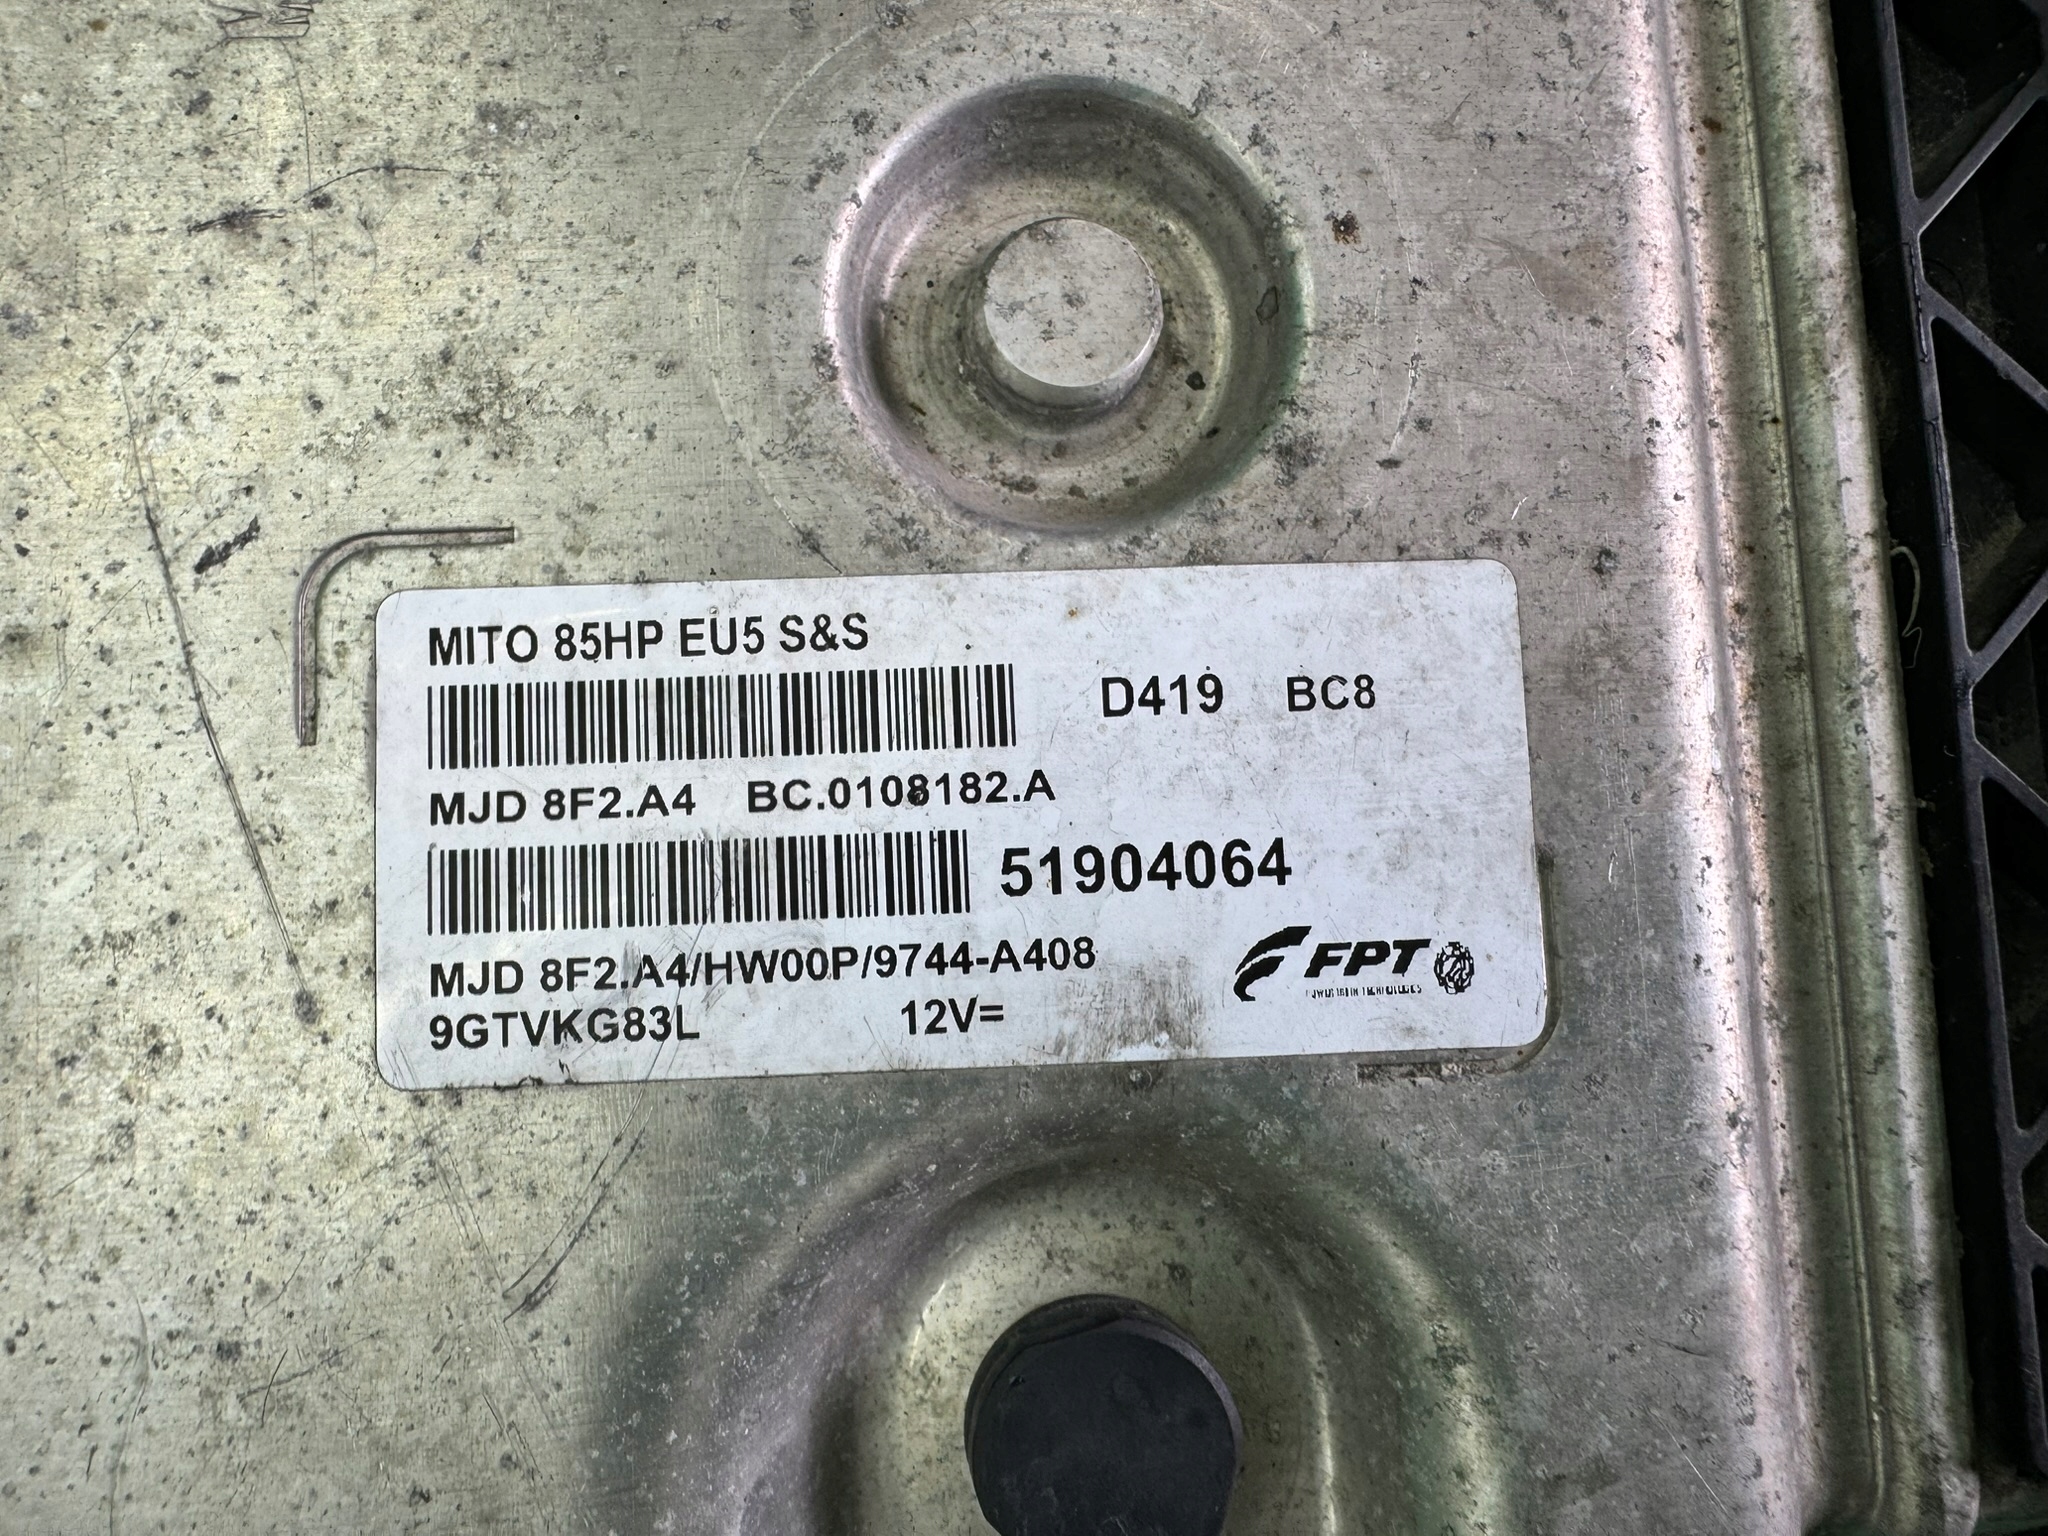 MITO 85HP EU5 S&S
D419 BC8
MJD 8F2.A4 BC.0108182.A
51904064
MJD 8F2.A4/HW00P/9744-A408
FPT
9GTVKG83L 12V=